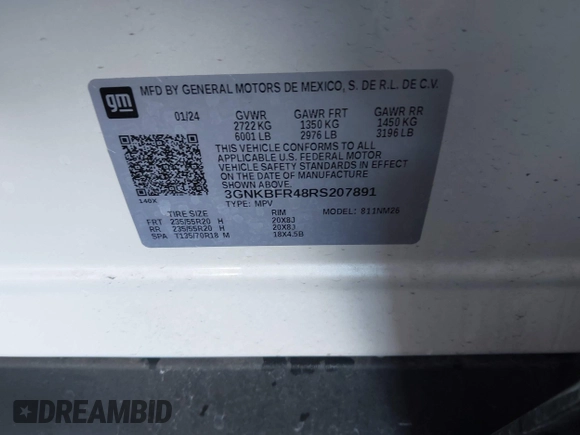 gm
MFD BY GENERAL MOTORS DE MEXICO, S. DE R.L. DE C.V.
01/24 GVWR GAWR FRT GAWR RR
2722 KG 1350 KG 1450 KG
6001 LB 2976 LB 3196 LB
THIS VEHICLE CONFORMS TO ALL
APPLICABLE U.S. FEDERAL MOTOR
VEHICLE SAFETY STANDARDS IN EFFECT
ON THE DATE OF MANUFACTURE SHOWN ABOVE.
3GNKBFR48RS207891
140X
TYPE: MPV MODEL: 811NM26
TIRE SIZE RIM
FRT 235/55R20 H 20X8J
RR 235/55R20 H 20X8J
SPA T135/70R18 M 18X4.5B
DREAMBID